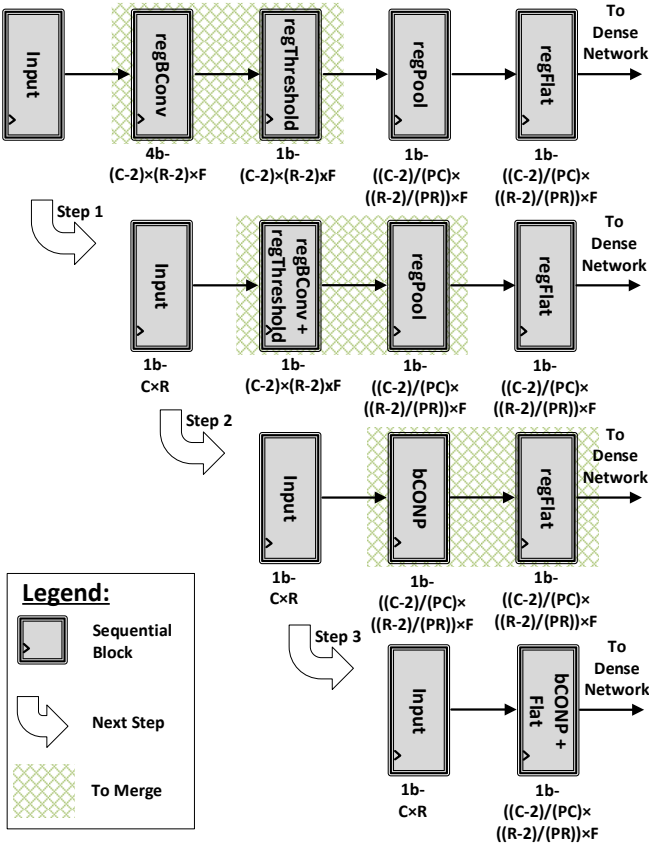 To
Dense
Network
Input
regBConv
regThreshold
regPool
regFlat
4b-
(C-2)×(R-2)×F
1b-
(C-2)×(R-2)xF
1b-
((C-2)/(PC)×
((R-2)/(PR))×F
1b-
((C-2)/(PC)×
((R-2)/(PR))×F
Step 1
To
Dense
Network
Input
regBConv +
regThreshold
regPool
regFlat
1b-
C×R
1b-
(C-2)×(R-2)xF
1b-
((C-2)/(PC)×
((R-2)/(PR))×F
1b-
((C-2)/(PC)×
((R-2)/(PR))×F
Step 2
To
Dense
Network
Input
bCONP
regFlat
1b-
C×R
1b-
((C-2)/(PC)×
((R-2)/(PR))×F
1b-
((C-2)/(PC)×
((R-2)/(PR))×F
Step 3
To
Dense
Network
Input
bCONP +
Flat
1b-
C×R
1b-
((C-2)/(PC)×
((R-2)/(PR))×F
Legend:
Sequential
Block
Next Step
To Merge